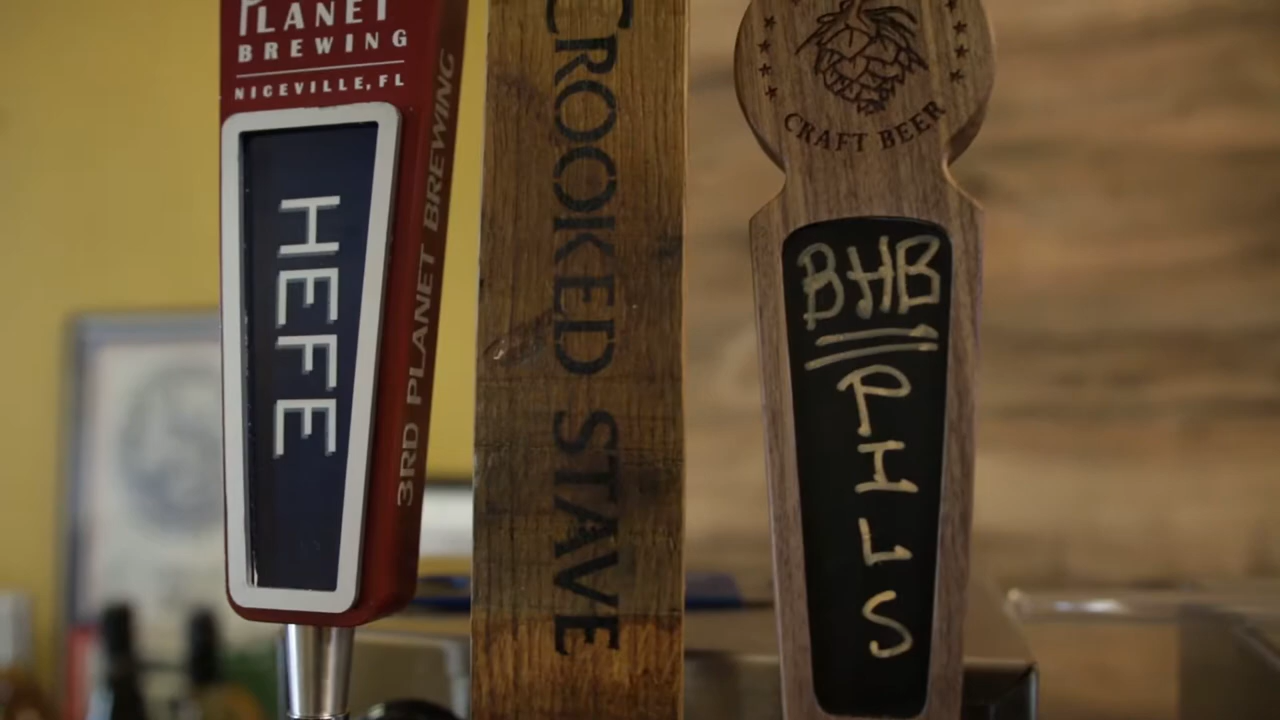 PLANET
BREWING
NICEVILLE, FL
HEFE
3RD PLANET BREWING
CROOKED STAVE
CRAFT BEER
BHB
PILS